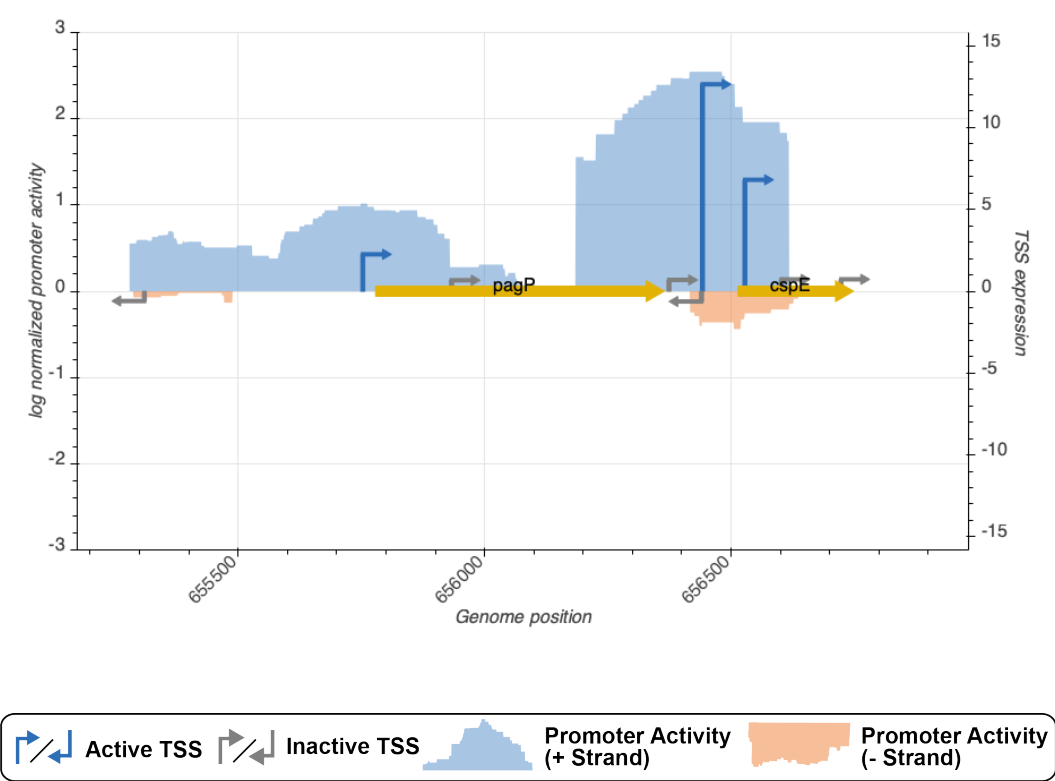 3
2
1
0
-1
-2
-3
log normalized promoter activity
15
10
5
0
-5
-10
-15
TSS expression
pagP
cspE
655500
656000
656500
Genome position
Active TSS
Inactive TSS
Promoter Activity
(+ Strand)
Promoter Activity
(- Strand)